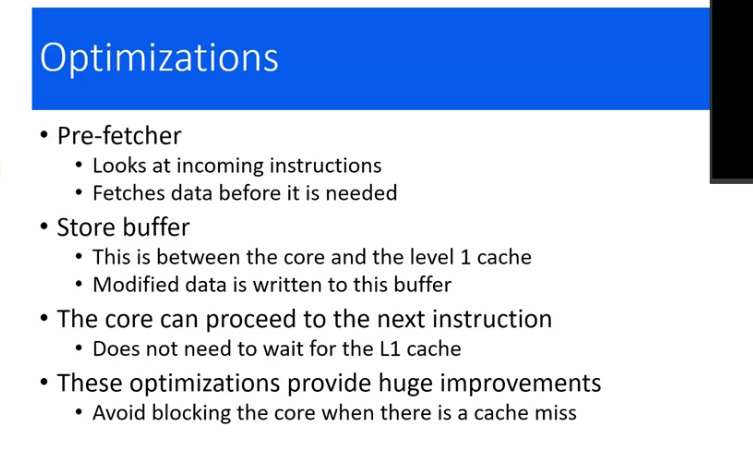 Optimizations
• Pre-fetcher
• Looks at incoming instructions
• Fetches data before it is needed
• Store buffer
• This is between the core and the level 1 cache
• Modified data is written to this buffer
• The core can proceed to the next instruction
• Does not need to wait for the L1 cache
• These optimizations provide huge improvements
• Avoid blocking the core when there is a cache miss